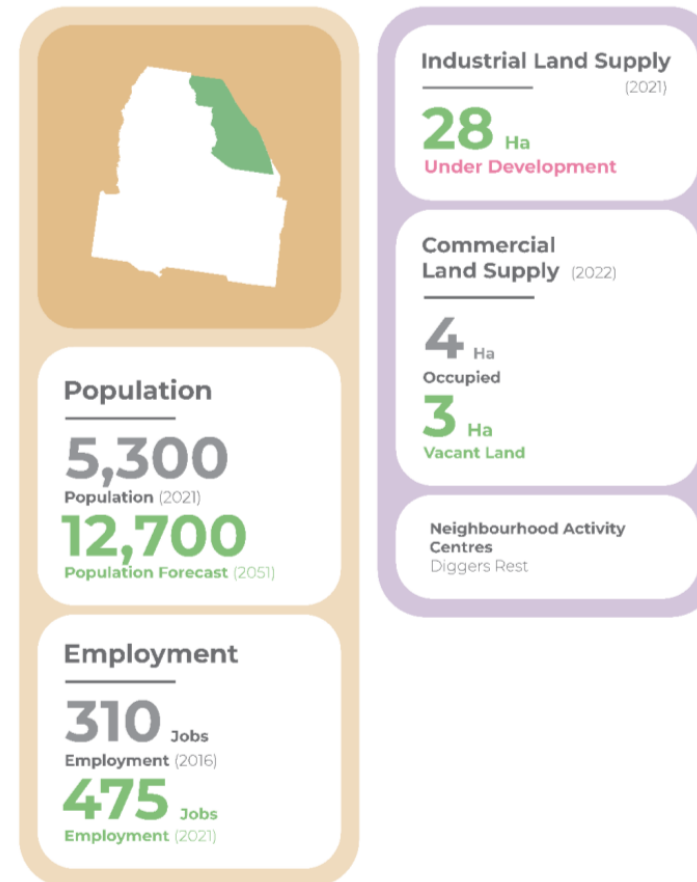 Population
5,300
Population (2021)
12,700
Population Forecast (2051)
Employment
310 Jobs
Employment (2016)
475 Jobs
Employment (2021)
Industrial Land Supply
(2021)
28 Ha
Under Development
Commercial
Land Supply (2022)
4 Ha
Occupied
3 Ha
Vacant Land
Neighbourhood Activity
Centres
Diggers Rest